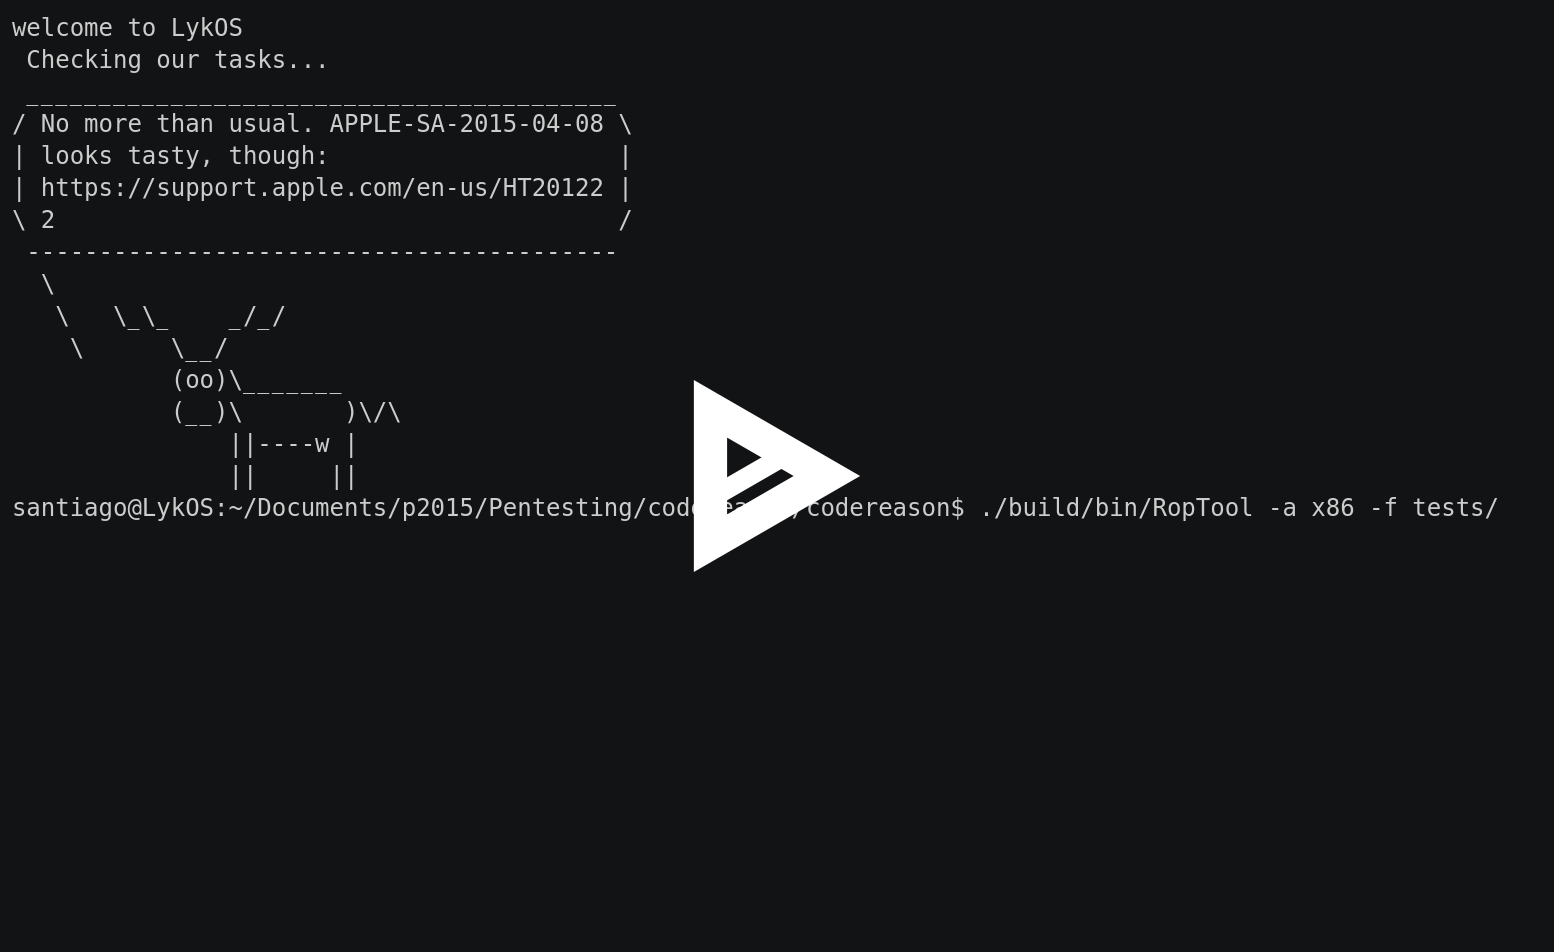 welcome to LykOS
 Checking our tasks...
 _________________________________________
/ No more than usual. APPLE-SA-2015-04-08 \
| looks tasty, though:                    |
| https://support.apple.com/en-us/HT20122 |
\ 2                                       /
 -----------------------------------------
  \
   \   \_\_    _/_/
    \      \__/
           (oo)\_______
           (__)\       )\/\
               ||----w |
               ||     ||
santiago@LykOS:~/Documents/p2015/Pentesting/codereason/codereason$ ./build/bin/RopTool -a x86 -f tests/